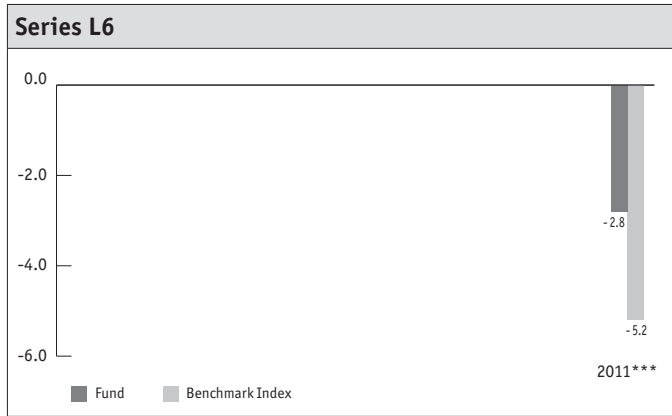 Series L6
0.0
-2.0
-2.8
-4.0
-5.2
-6.0
2011***
Fund
Benchmark Index